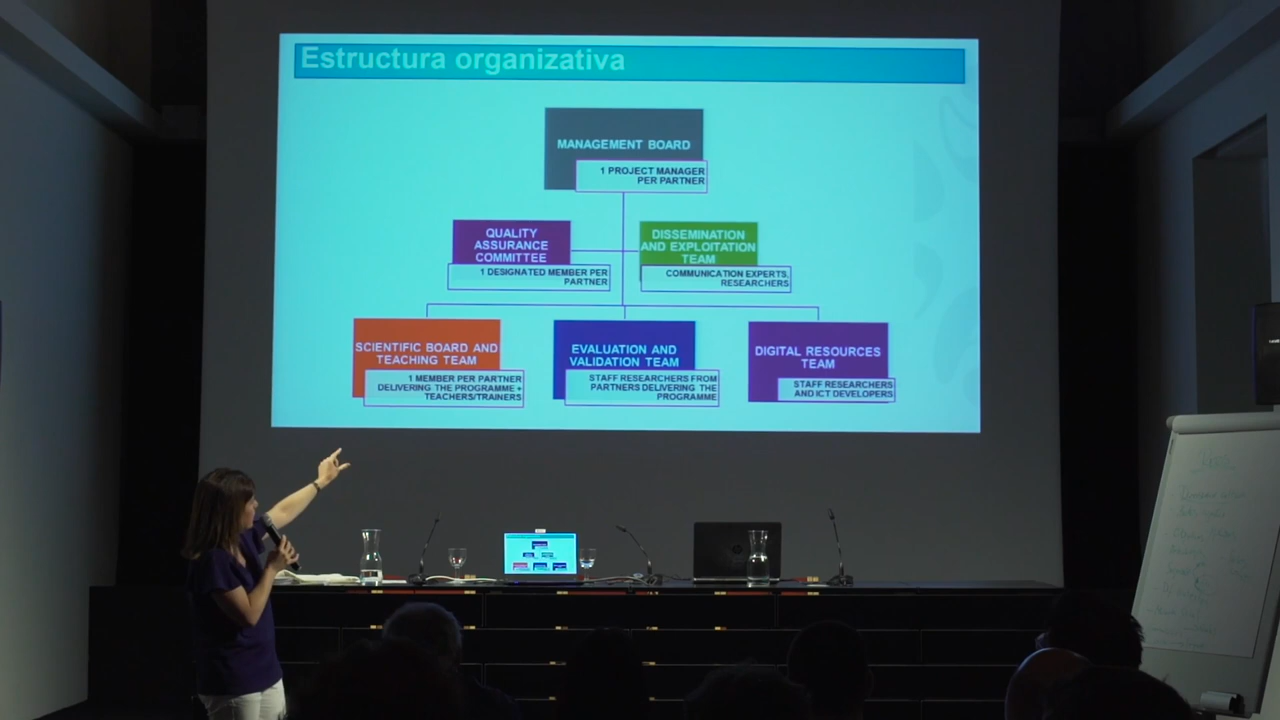 Estructura organizativa
MANAGEMENT BOARD
1 PROJECT MANAGER
PER PARTNER
QUALITY
ASSURANCE
COMMITTEE
1 DESIGNATED MEMBER PER
PARTNER
DISSEMINATION
AND EXPLOITATION
TEAM
COMMUNICATION EXPERTS,
RESEARCHERS
SCIENTIFIC BOARD AND
TEACHING TEAM
1 MEMBER PER PARTNER
DELIVERING THE PROGRAMME +
TEACHERS/TRAINERS
EVALUATION AND
VALIDATION TEAM
STAFF RESEARCHERS FROM
PARTNERS DELIVERING THE
PROGRAMME
DIGITAL RESOURCES
TEAM
STAFF RESEARCHERS
AND ICT DEVELOPERS